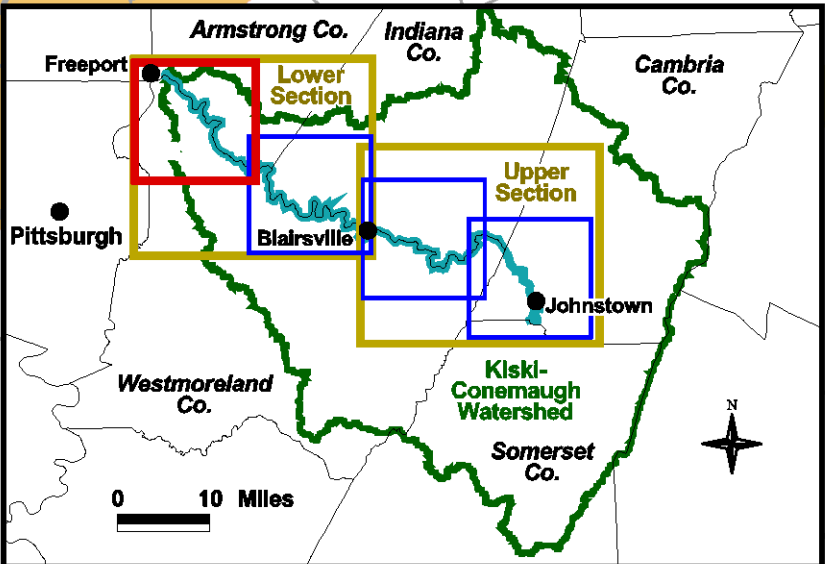 Armstrong Co.
Indiana
Co.
Cambria
Co.
Freeport
Lower
Section
Upper
Section
Pittsburgh
Blairsville
Johnstown
Kiski-
Conemaugh
Watershed
Westmoreland
Co.
Somerset
Co.
N
0 10 Miles